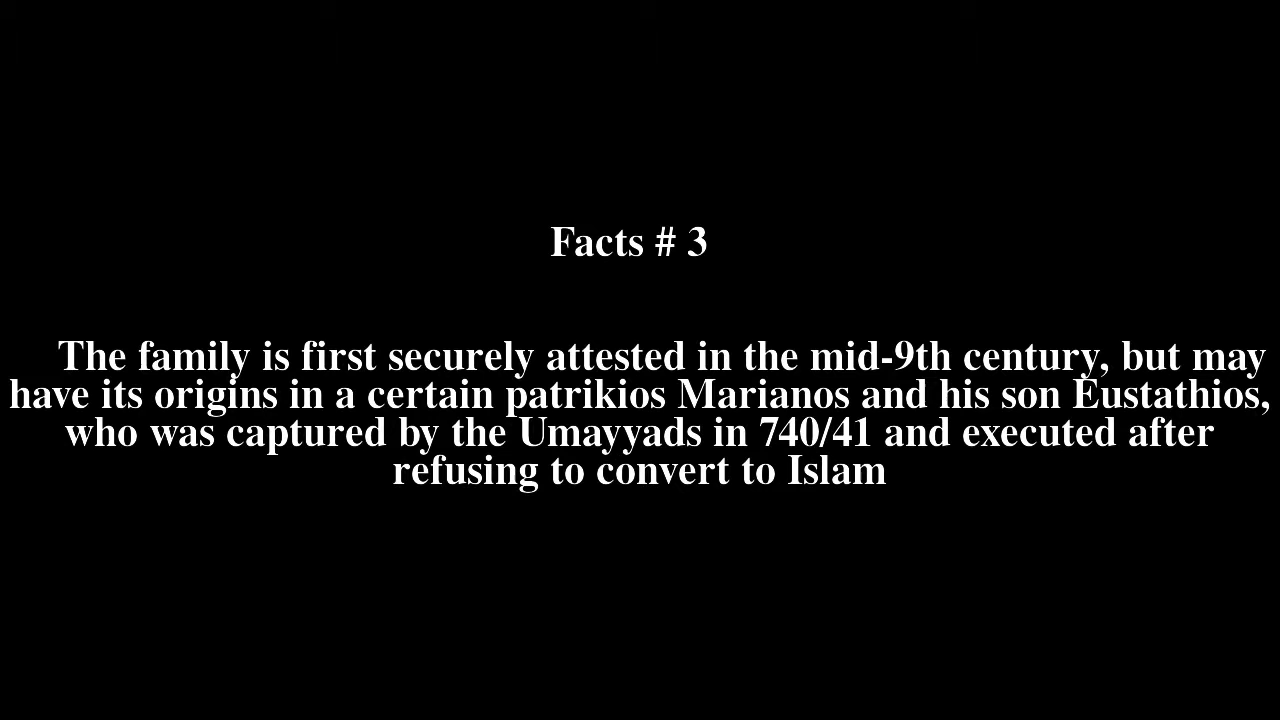 Facts # 3
The family is first securely attested in the mid-9th century, but may
have its origins in a certain patrikios Marianos and his son Eustathios,
who was captured by the Umayyads in 740/41 and executed after
refusing to convert to Islam